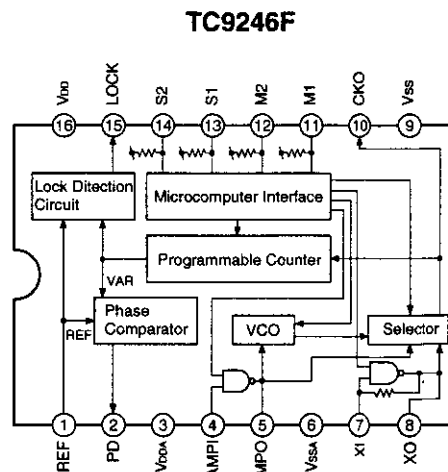 TC9246F
VDD
LOCK
S2
S1
M2
M1
CKO
VSS
16
15
14
13
12
11
10
9
Lock Ditection
Circuit
Microcomputer Interface
Programmable Counter
VAR
REF
Phase
Comparator
VCO
Selector
1
2
3
4
5
6
7
8
REF
PD
VDDA
AMPI
MPO
VSSA
XI
XO